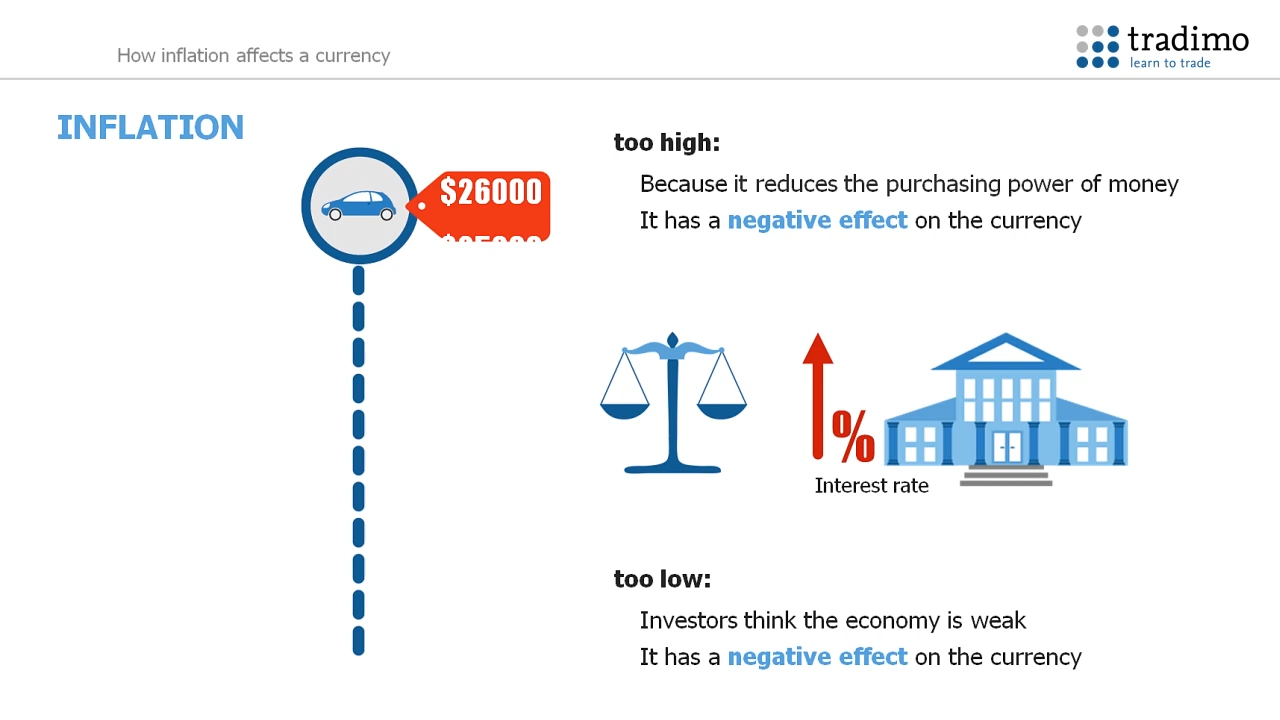 How inflation affects a currency
tradimo
learn to trade
INFLATION
$26000
too high:
Because it reduces the purchasing power of money
It has a negative effect on the currency
%
Interest rate
too low:
Investors think the economy is weak
It has a negative effect on the currency